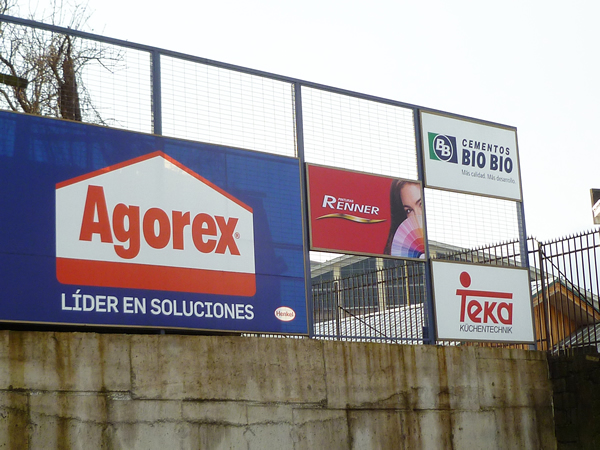 Agorex®
LÍDER EN SOLUCIONES
Henkel
RENNER
BB
CEMENTOS
BIO BIO
Más calidad. Más desarrollo.
Teka
KÜCHENTECHNIK